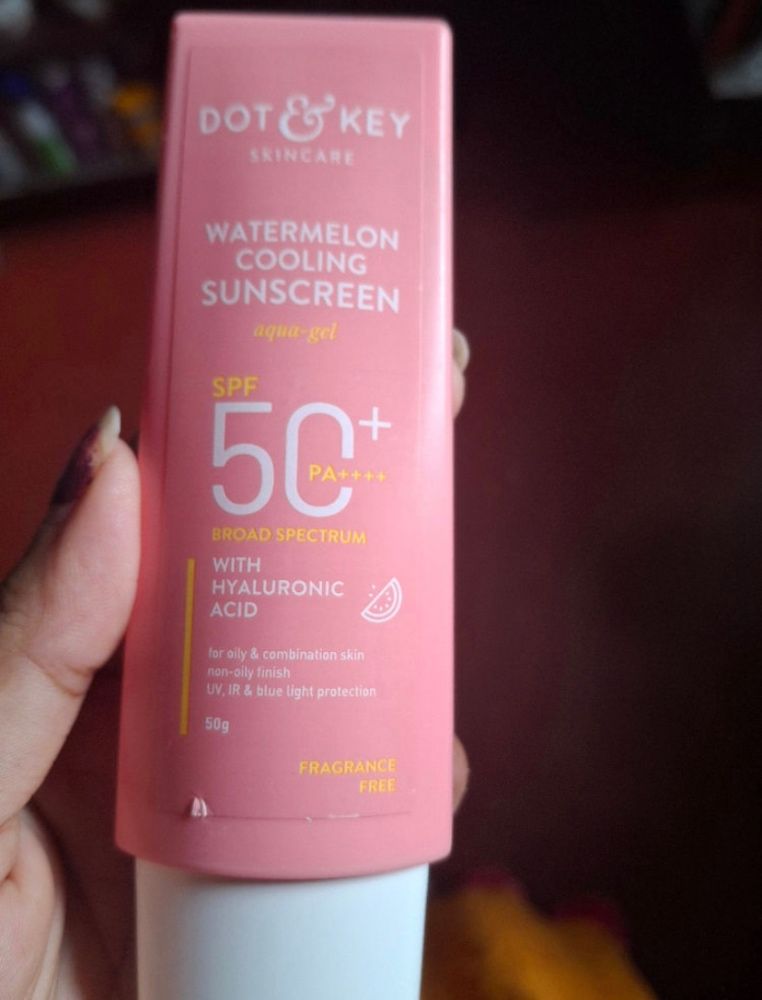 DOT & KEY
SKINCARE
WATERMELON
COOLING
SUNSCREEN
aqua-gel
SPF
50+
PA++++
BROAD SPECTRUM
WITH
HYALURONIC
ACID
for oily & combination skin
non-oily finish
UV, IR & blue light protection
50g
FRAGRANCE
FREE